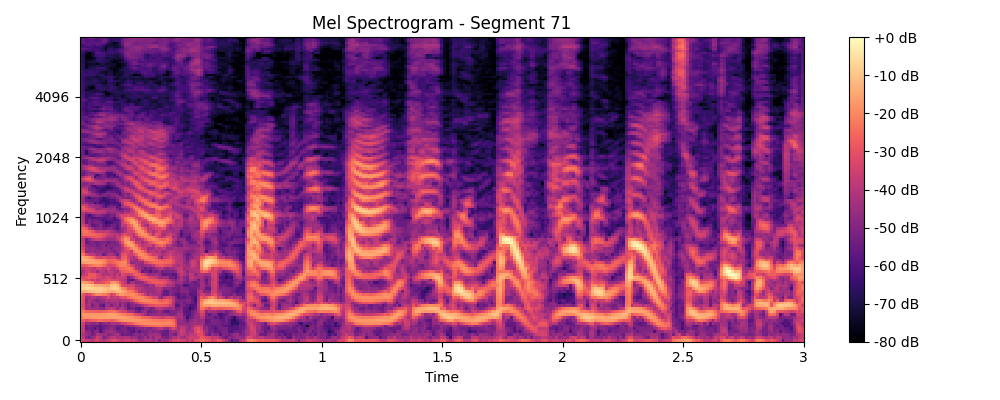 Mel Spectrogram - Segment 71
+0 dB
-10 dB
-20 dB
-30 dB
-40 dB
-50 dB
-60 dB
-70 dB
-80 dB
Frequency
4096
2048
1024
512
0
0
0.5
1
1.5
2
2.5
3
Time